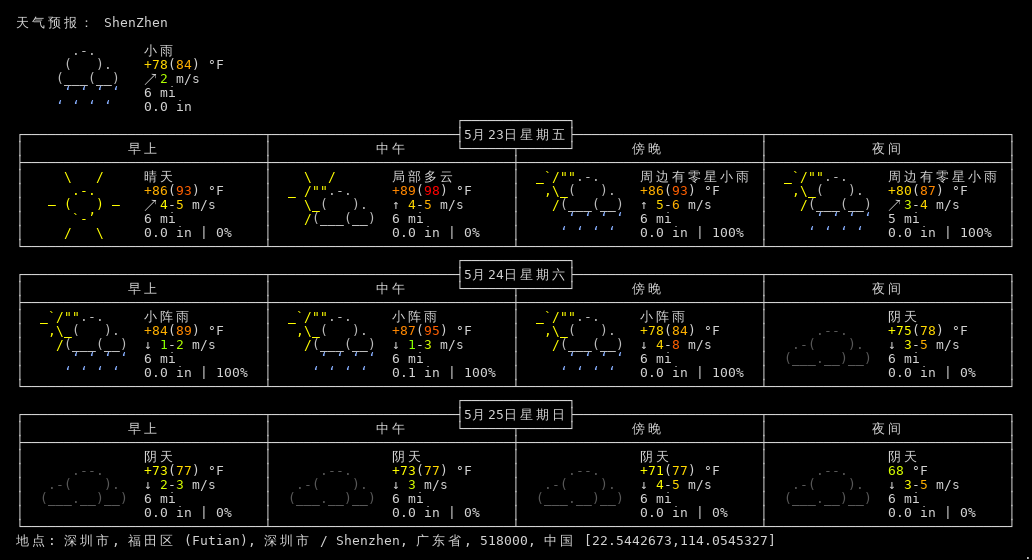 天气预报： ShenZhen
小雨
+78(84) °F
↗2 m/s
6 mi
0.0 in
5月23日星期五
早上 中午 傍晚 夜间
晴天 局部多云 周边有零星小雨 周边有零星小雨
+86(93) °F +89(98) °F +86(93) °F +80(87) °F
↗4-5 m/s ↑ 4-5 m/s ↑ 5-6 m/s ↗3-4 m/s
6 mi 6 mi 6 mi 5 mi
0.0 in | 0% 0.0 in | 0% 0.0 in | 100% 0.0 in | 100%
5月24日星期六
早上 中午 傍晚 夜间
小阵雨 小阵雨 小阵雨 阴天
+84(89) °F +87(95) °F +78(84) °F +75(78) °F
↓ 1-2 m/s ↓ 1-3 m/s ↓ 4-8 m/s ↓ 3-5 m/s
6 mi 6 mi 6 mi 6 mi
0.0 in | 100% 0.1 in | 100% 0.0 in | 100% 0.0 in | 0%
5月25日星期日
早上 中午 傍晚 夜间
阴天 阴天 阴天 阴天
+73(77) °F +73(77) °F +71(77) °F 68 °F
↓ 2-3 m/s ↓ 3 m/s ↓ 4-5 m/s ↓ 3-5 m/s
6 mi 6 mi 6 mi 6 mi
0.0 in | 0% 0.0 in | 0% 0.0 in | 0% 0.0 in | 0%
地点: 深圳市, 福田区 (Futian), 深圳市 / Shenzhen, 广东省, 518000, 中国 [22.5442673,114.0545327]